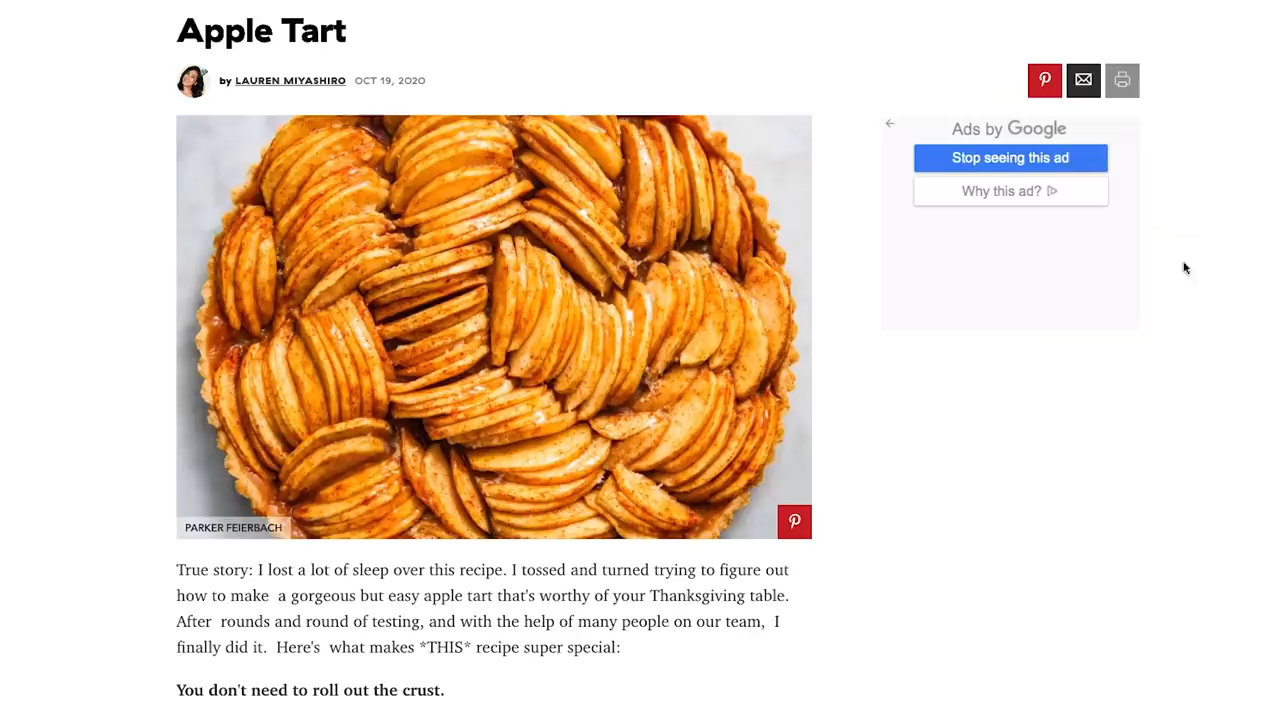 Apple Tart
by LAUREN MIYASHIRO OCT 19, 2020
Ads by Google
Stop seeing this ad
Why this ad?
PARKER FEIERBACH
True story: I lost a lot of sleep over this recipe. I tossed and turned trying to figure out
how to make a gorgeous but easy apple tart that's worthy of your Thanksgiving table.
After rounds and round of testing, and with the help of many people on our team, I
finally did it. Here's what makes *THIS* recipe super special:
You don't need to roll out the crust.